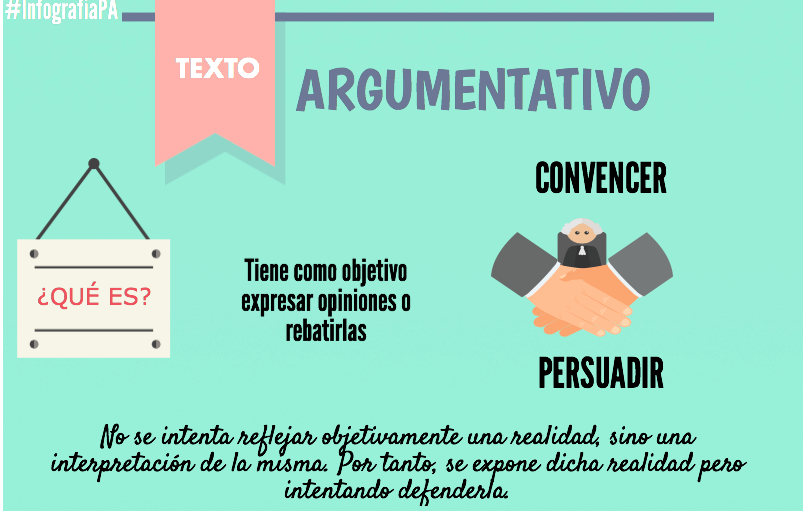 #InfografiaPA
TEXTO
ARGUMENTATIVO
¿QUÉ ES?
Tiene como objetivo
expresar opiniones o
rebatirlas
CONVENCER
PERSUADIR
No se intenta reflejar objetivamente una realidad, sino una
interpretación de la misma. Por tanto, se expone dicha realidad pero
intentando defenderla.